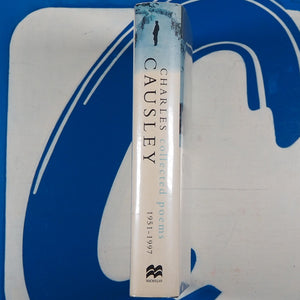 CHARLES collected poems
CAUSLEY
1951-1997
MACMILLAN